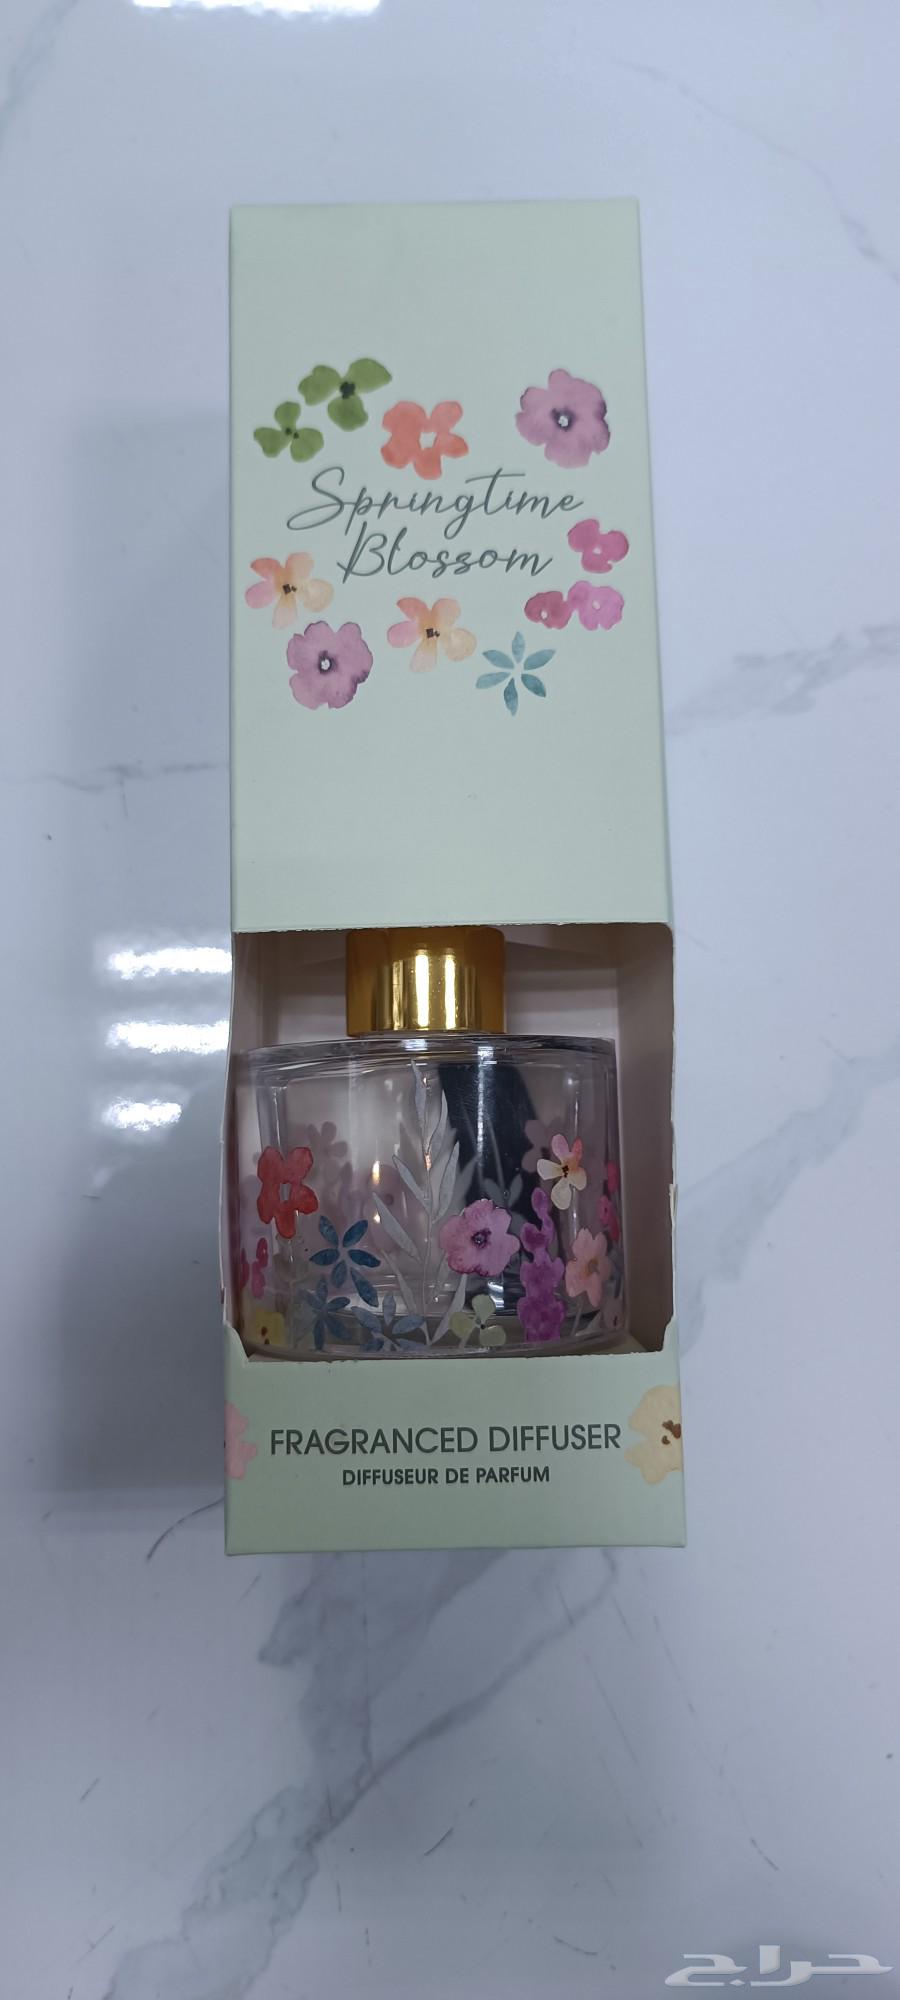 Springtime
Blossom
FRAGRANCED DIFFUSER
DIFFUSEUR DE PARFUM
حراج